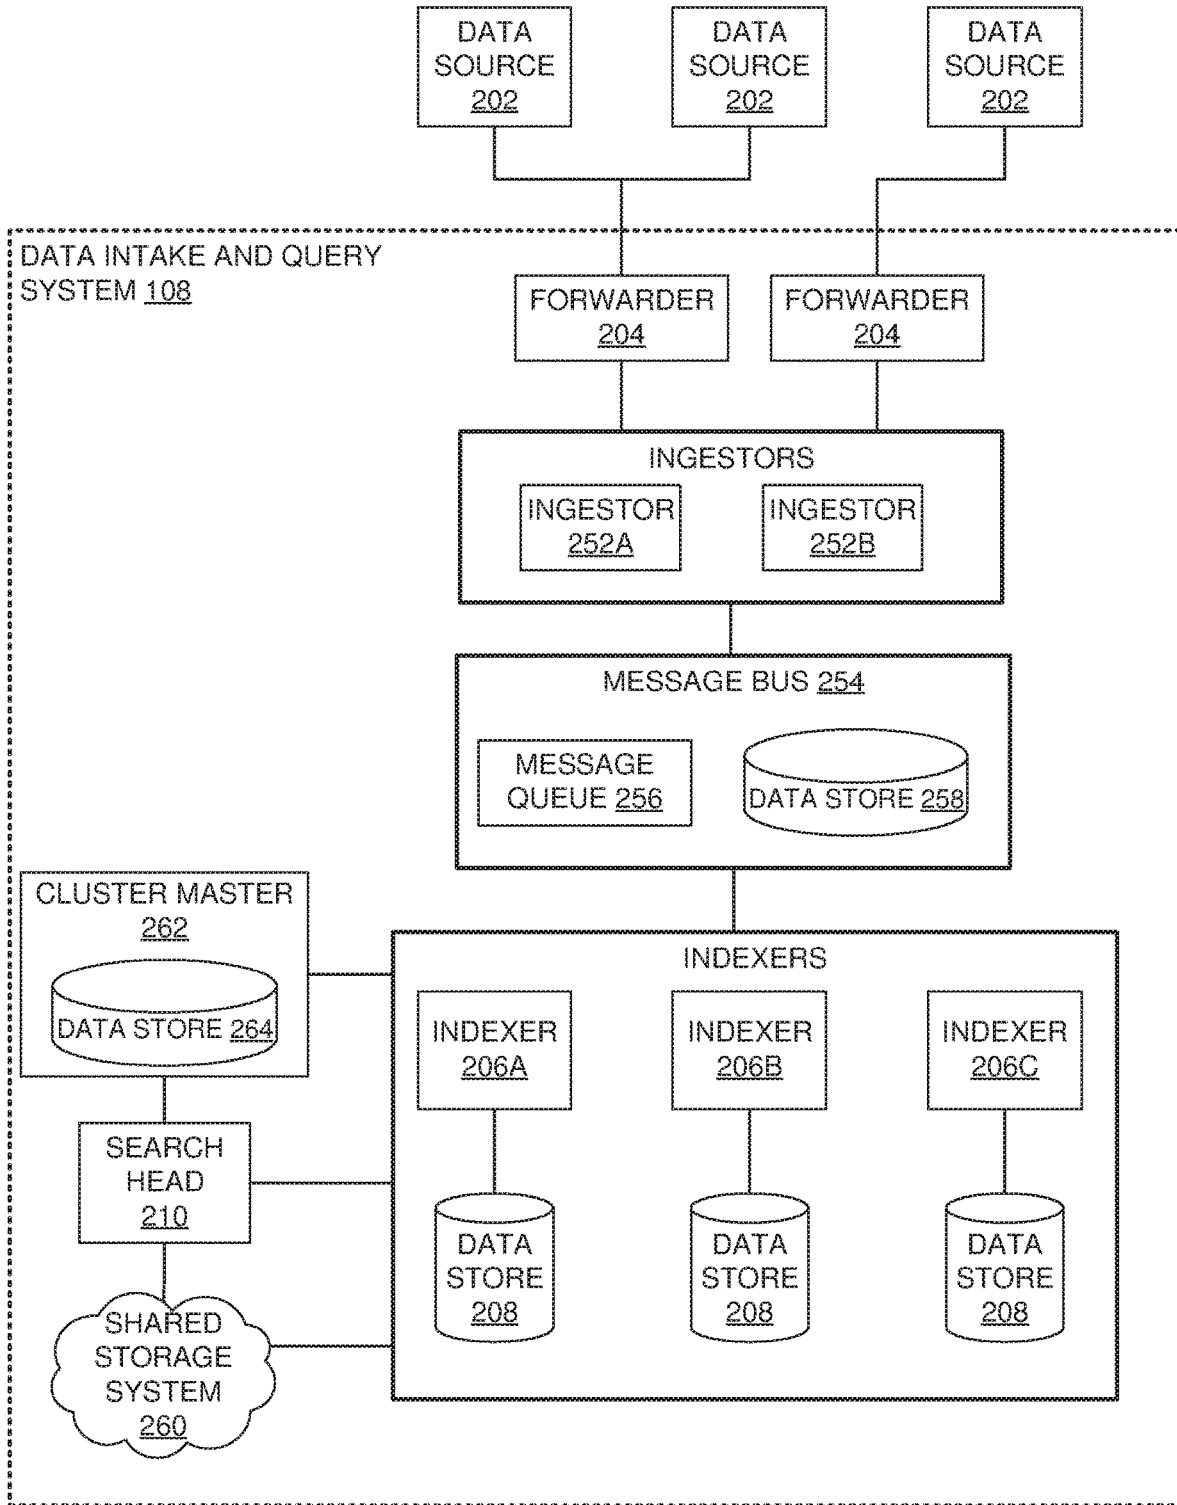 DATA
SOURCE
202
DATA
SOURCE
202
DATA
SOURCE
202
DATA INTAKE AND QUERY
SYSTEM 108
FORWARDER
204
FORWARDER
204
INGESTORS
INGESTOR
252A
INGESTOR
252B
MESSAGE BUS 254
MESSAGE
QUEUE 256
DATA STORE 258
CLUSTER MASTER
262
DATA STORE 264
SEARCH
HEAD
210
SHARED
STORAGE
SYSTEM
260
INDEXERS
INDEXER
206A
INDEXER
206B
INDEXER
206C
DATA
STORE
208
DATA
STORE
208
DATA
STORE
208